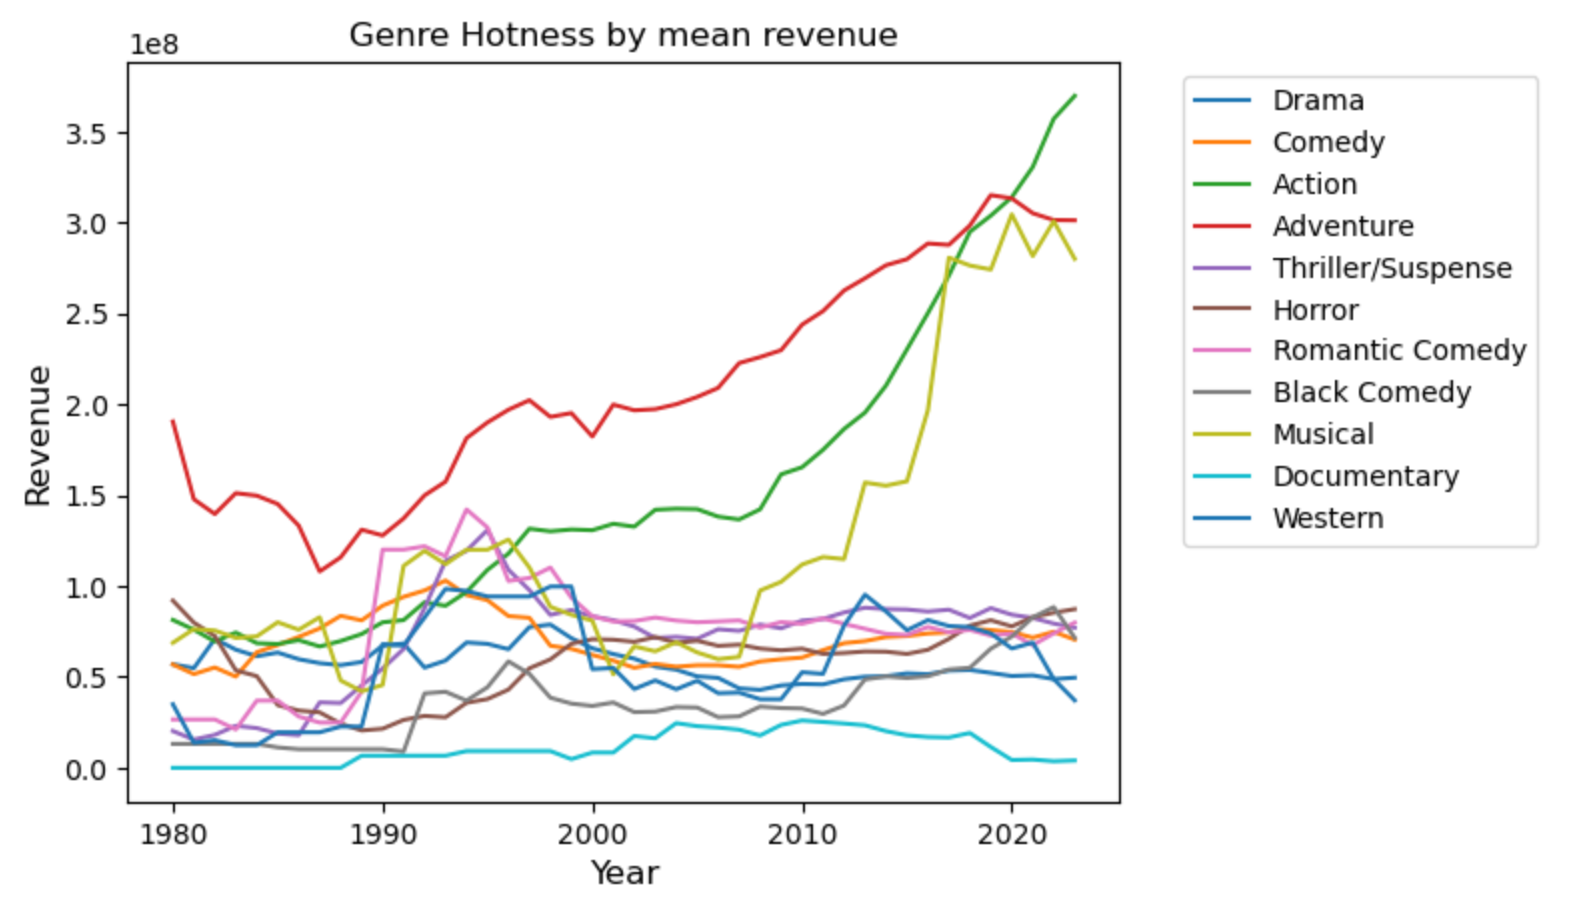 Genre Hotness by mean revenue
1e8
3.5
3.0
2.5
2.0
1.5
1.0
0.5
0.0
Revenue
1980 1990 2000 2010 2020
Year
Drama
Comedy
Action
Adventure
Thriller/Suspense
Horror
Romantic Comedy
Black Comedy
Musical
Documentary
Western